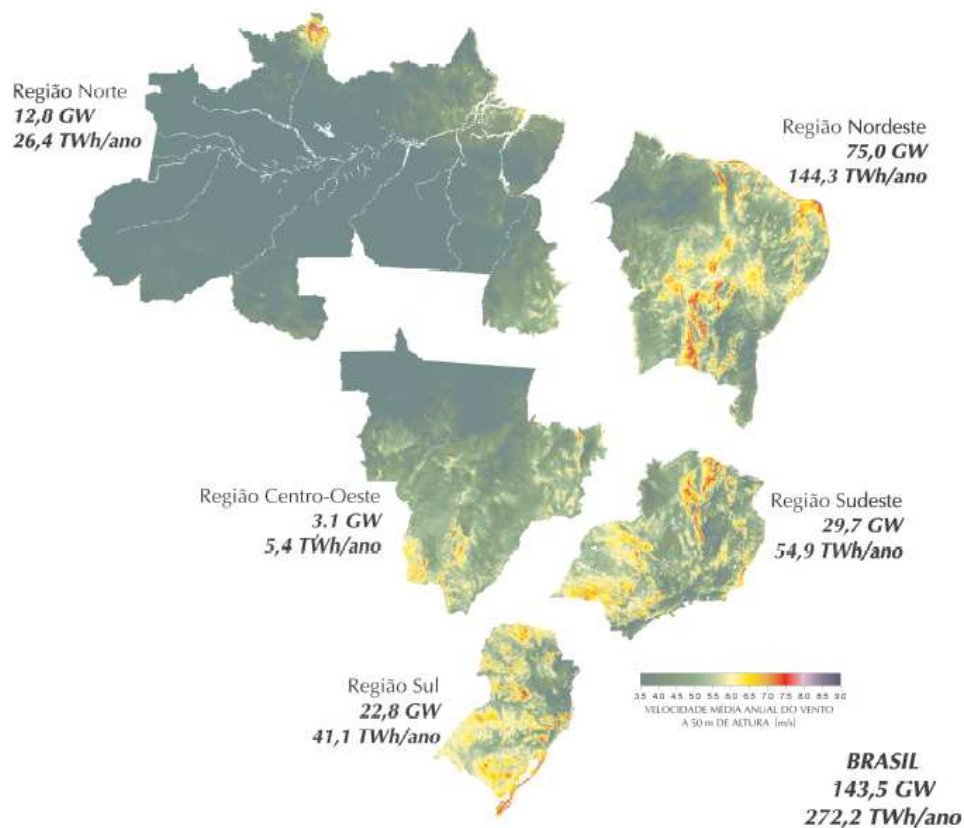 Região Norte
12,8 GW
26,4 TWh/ano
Região Nordeste
75,0 GW
144,3 TWh/ano
Região Centro-Oeste
3.1 GW
5,4 TWh/ano
Região Sudeste
29,7 GW
54,9 TWh/ano
Região Sul
22,8 GW
41,1 TWh/ano
3.5 4.0 4.5 5.0 5.5 6.0 6.5 7.0 7.5 8.0 8.5 9.0
VELOCIDADE MÉDIA ANUAL DO VENTO
A 50 m DE ALTURA [m/s]
BRASIL
143,5 GW
272,2 TWh/ano